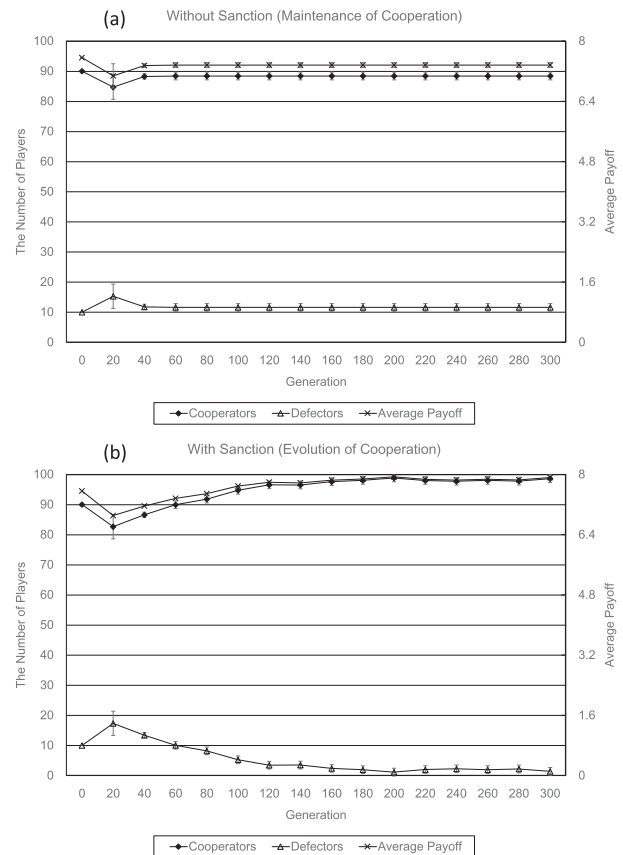 (a)
Without Sanction (Maintenance of Cooperation)
100
90
80
70
60
50
40
30
20
10
0
The Number of Players
8
6.4
4.8
3.2
1.6
0
Average Payoff
0 20 40 60 80 100 120 140 160 180 200 220 240 260 280 300
Generation
Cooperators Defectors Average Payoff
(b)
With Sanction (Evolution of Cooperation)
100
90
80
70
60
50
40
30
20
10
0
The Number of Players
8
6.4
4.8
3.2
1.6
0
Average Payoff
0 20 40 60 80 100 120 140 160 180 200 220 240 260 280 300
Generation
Cooperators Defectors Average Payoff